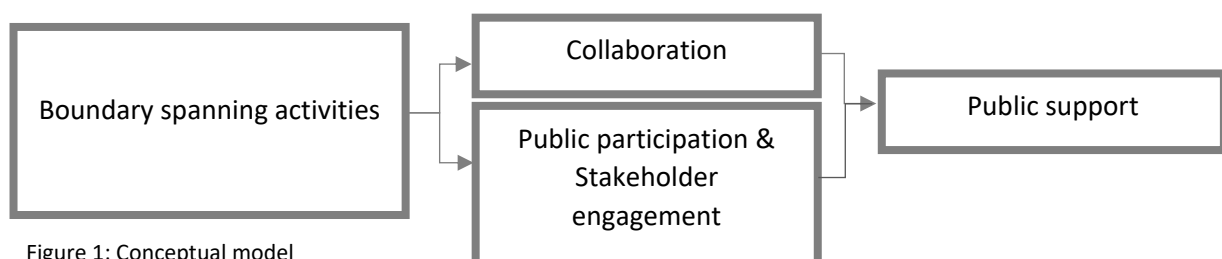 Boundary spanning activities
Collaboration
Public participation &
Stakeholder
engagement
Public support
Figure 1: Conceptual model